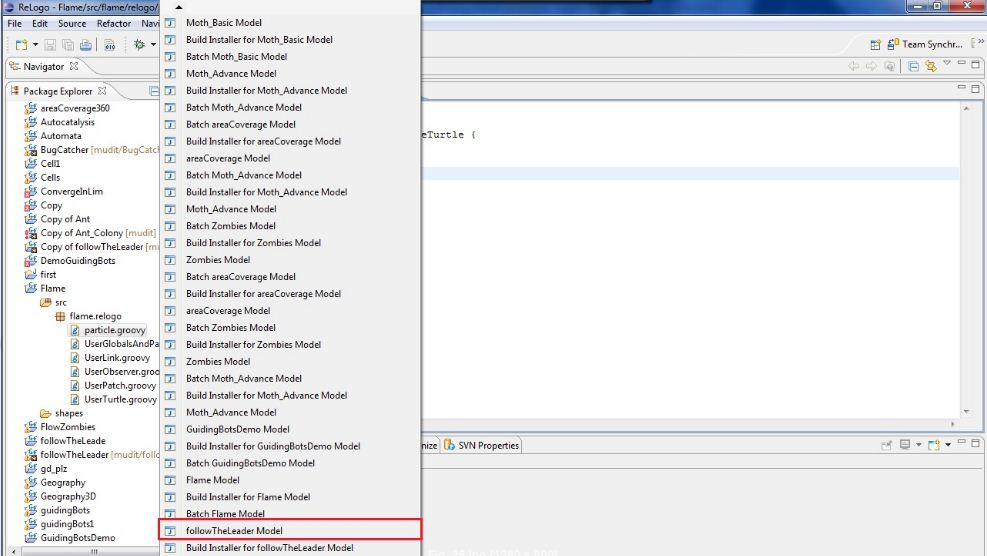 ReLogo - Flame/src/flame/relogo/
File Edit Source Refactor Navi
Team Synchr...
Navigator
Package Explorer
areaCoverage360
Autocatalysis
Automata
BugCatcher [mudit/BugCatch
Cell1
Cells
ConvergeInLim
Copy
Copy of Ant
Copy of Ant_Colony [mudit]
Copy of followTheLeader [mu
DemoGuidingBots
first
Flame
src
flame.relogo
particle.groovy
UserGlobalsAndPa
UserLink.groovy
UserObserver.groo
UserPatch.groovy
UserTurtle.groovy
shapes
FlowZombies
followTheLeade
followTheLeader [mudit/follo
gd_plz
Geography
Geography3D
guidingBots
guidingBots1
GuidingBotsDemo
Moth_Basic Model
Build Installer for Moth_Basic Model
Batch Moth_Basic Model
Moth_Advance Model
Build Installer for Moth_Advance Model
Batch Moth_Advance Model
Batch areaCoverage Model
Build Installer for areaCoverage Model
areaCoverage Model
Batch Moth_Advance Model
Build Installer for Moth_Advance Model
Moth_Advance Model
Batch Zombies Model
Build Installer for Zombies Model
Zombies Model
Batch areaCoverage Model
Build Installer for areaCoverage Model
areaCoverage Model
Batch Zombies Model
Build Installer for Zombies Model
Zombies Model
Batch Moth_Advance Model
Build Installer for Moth_Advance Model
Moth_Advance Model
GuidingBotsDemo Model
Build Installer for GuidingBotsDemo Model
Batch GuidingBotsDemo Model
Flame Model
Build Installer for Flame Model
Batch Flame Model
followTheLeader Model
Build Installer for followTheLeader Model
eTurtle {
nize SVN Properties